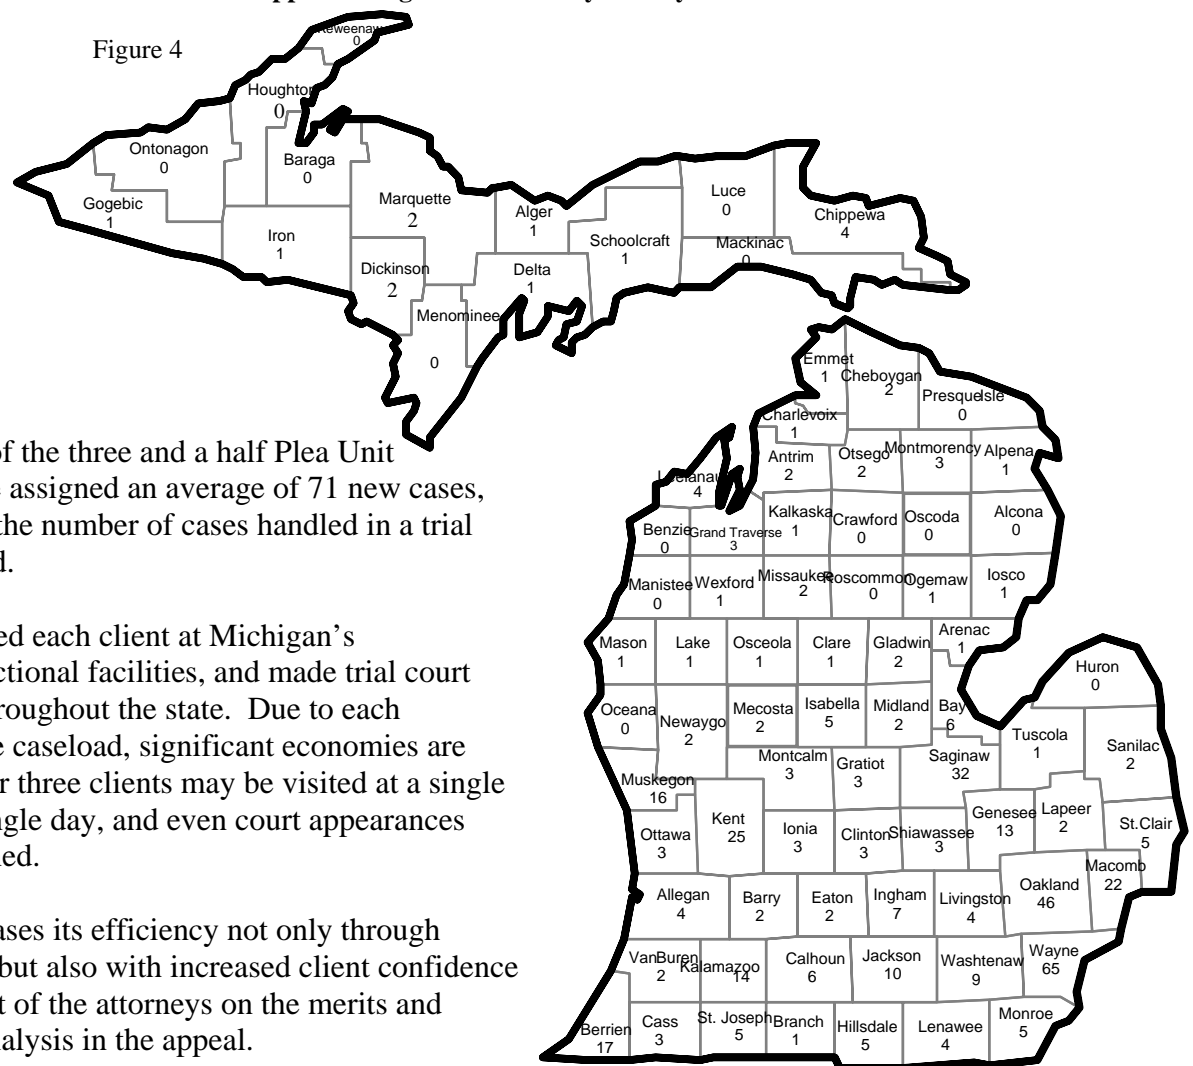 Figure 4
Keweenaw
0
Houghton
0
Ontonagon
0
Baraga
0
Gogebic
1
Marquette
2
Iron
1
Dickinson
2
Alger
1
Delta
1
Menominee
0
Schoolcraft
1
Luce
0
Mackinac
0
Chippewa
4
Emmet
1
Cheboygan
2
PresqueIsle
0
Charlevoix
1
Antrim
2
Otsego
2
Montmorency
3
Alpena
1
Leelanau
4
Benzie
0
Grand Traverse
3
Kalkaska
1
Crawford
0
Oscoda
0
Alcona
0
Manistee
0
Wexford
1
Missaukee
2
Roscommon
0
Ogemaw
1
Iosco
1
Mason
1
Lake
1
Osceola
1
Clare
1
Gladwin
2
Arenac
1
Huron
0
Oceana
0
Newaygo
2
Mecosta
2
Isabella
5
Midland
2
Bay
6
Tuscola
1
Sanilac
2
Muskegon
16
Montcalm
3
Gratiot
3
Saginaw
32
Genesee
13
Lapeer
2
St.Clair
5
Ottawa
3
Kent
25
Ionia
3
Clinton
3
Shiawassee
3
Macomb
22
Allegan
4
Barry
2
Eaton
2
Ingham
7
Livingston
4
Oakland
46
VanBuren
2
Kalamazoo
14
Calhoun
6
Jackson
10
Washtenaw
9
Wayne
65
Berrien
17
Cass
3
St. Joseph
5
Branch
1
Hillsdale
5
Lenawee
4
Monroe
5
of the three and a half Plea Unit
assigned an average of 71 new cases,
the number of cases handled in a trial
d.
ed each client at Michigan's
ctional facilities, and made trial court
roughout the state. Due to each
e caseload, significant economies are
r three clients may be visited at a single
ngle day, and even court appearances
ned.
ases its efficiency not only through
but also with increased client confidence
t of the attorneys on the merits and
nalysis in the appeal.